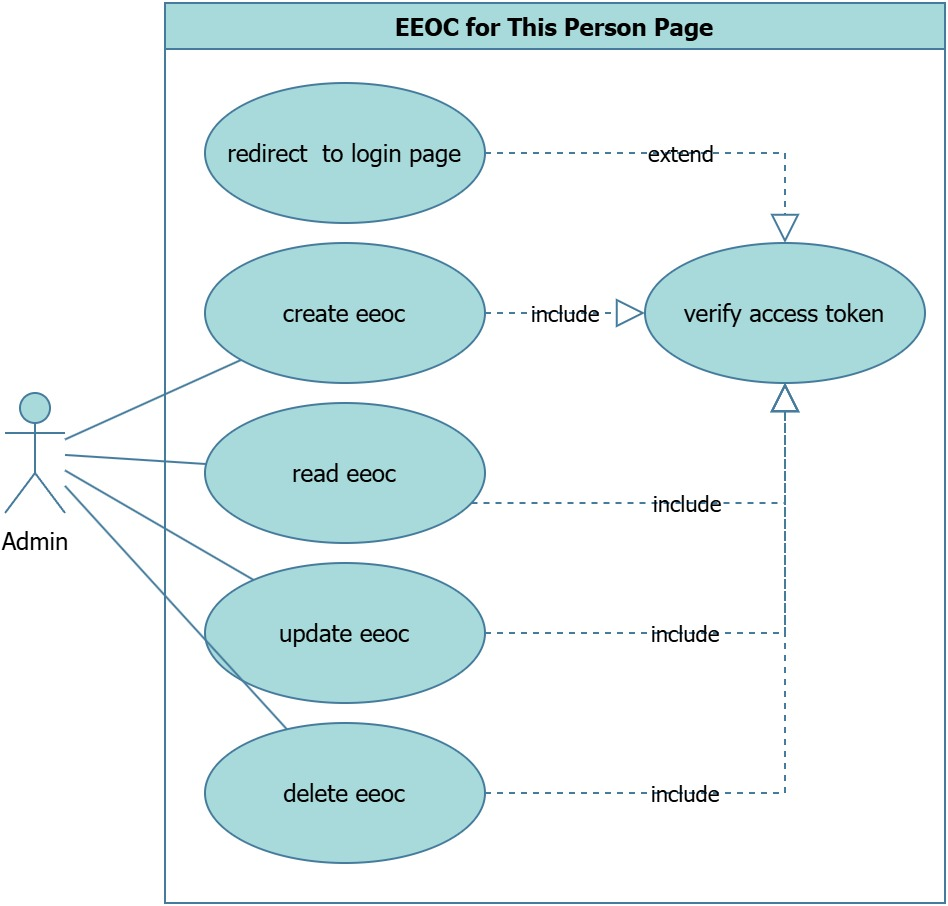 EEOC for This Person Page
redirect  to login page
extend
create eeoc
include
verify access token
read eeoc
include
Admin
update eeoc
include
delete eeoc
include